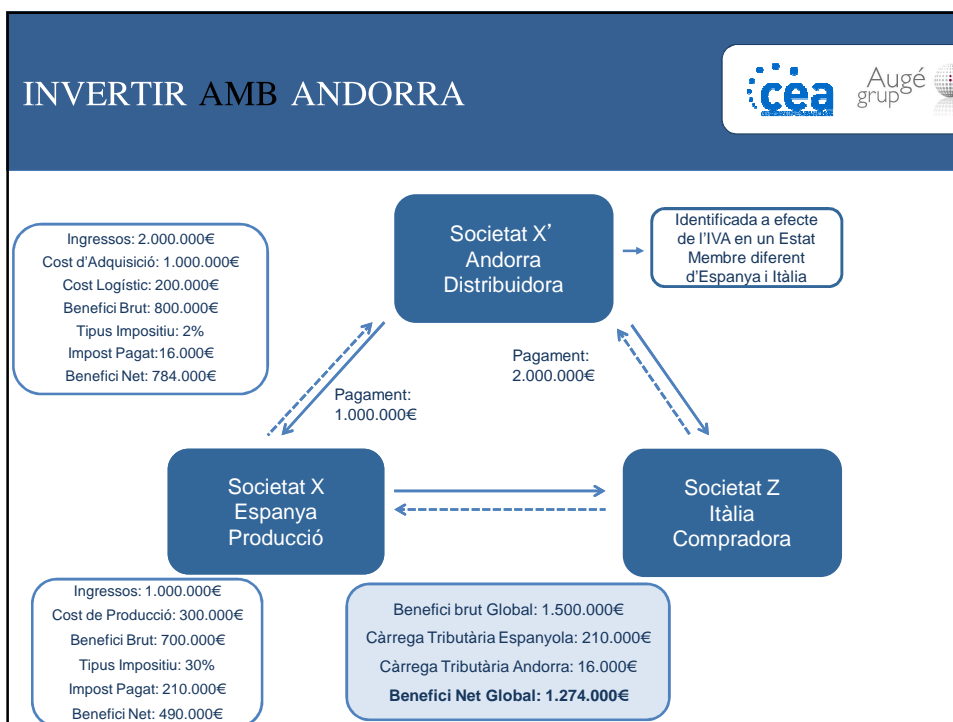 INVERTIR AMB ANDORRA
cea
Augé
grup
Ingressos: 2.000.000€
Cost d'Adquisició: 1.000.000€
Cost Logístic: 200.000€
Benefici Brut: 800.000€
Tipus Impositiu: 2%
Impost Pagat:16.000€
Benefici Net: 784.000€
Societat X’
Andorra
Distribuidora
Identificada a efecte
de l’IVA en un Estat
Membre diferent
d’Espanya i Itàlia
Pagament:
1.000.000€
Pagament:
2.000.000€
Societat X
Espanya
Producció
Societat Z
Itàlia
Compradora
Ingressos: 1.000.000€
Cost de Producció: 300.000€
Benefici Brut: 700.000€
Tipus Impositiu: 30%
Impost Pagat: 210.000€
Benefici Net: 490.000€
Benefici brut Global: 1.500.000€
Càrrega Tributària Espanyola: 210.000€
Càrrega Tributària Andorra: 16.000€
Benefici Net Global: 1.274.000€